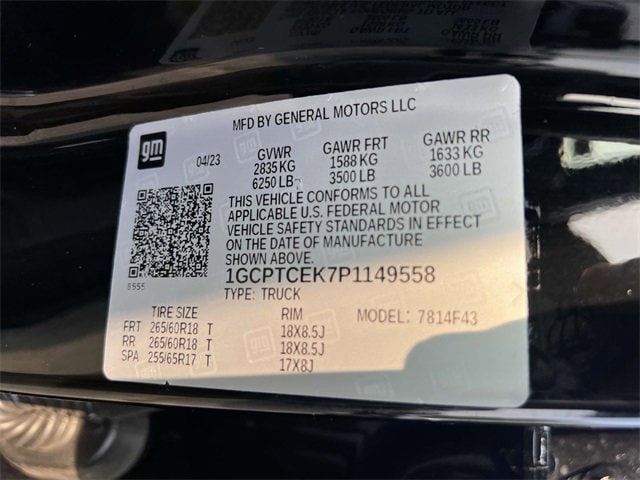 MFD BY GENERAL MOTORS LLC
gm
04/23
GVWR GAWR FRT GAWR RR
2835 KG 1588 KG 1633 KG
6250 LB 3500 LB 3600 LB
THIS VEHICLE CONFORMS TO ALL
APPLICABLE U.S. FEDERAL MOTOR
VEHICLE SAFETY STANDARDS IN EFFECT
ON THE DATE OF MANUFACTURE
SHOWN ABOVE.
8555
1GCPTCEK7P1149558
TYPE: TRUCK
TIRE SIZE RIM MODEL: 7814F43
FRT 265/60R18 T 18X8.5J
RR 265/60R18 T 18X8.5J
SPA 255/65R17 T 17X8J